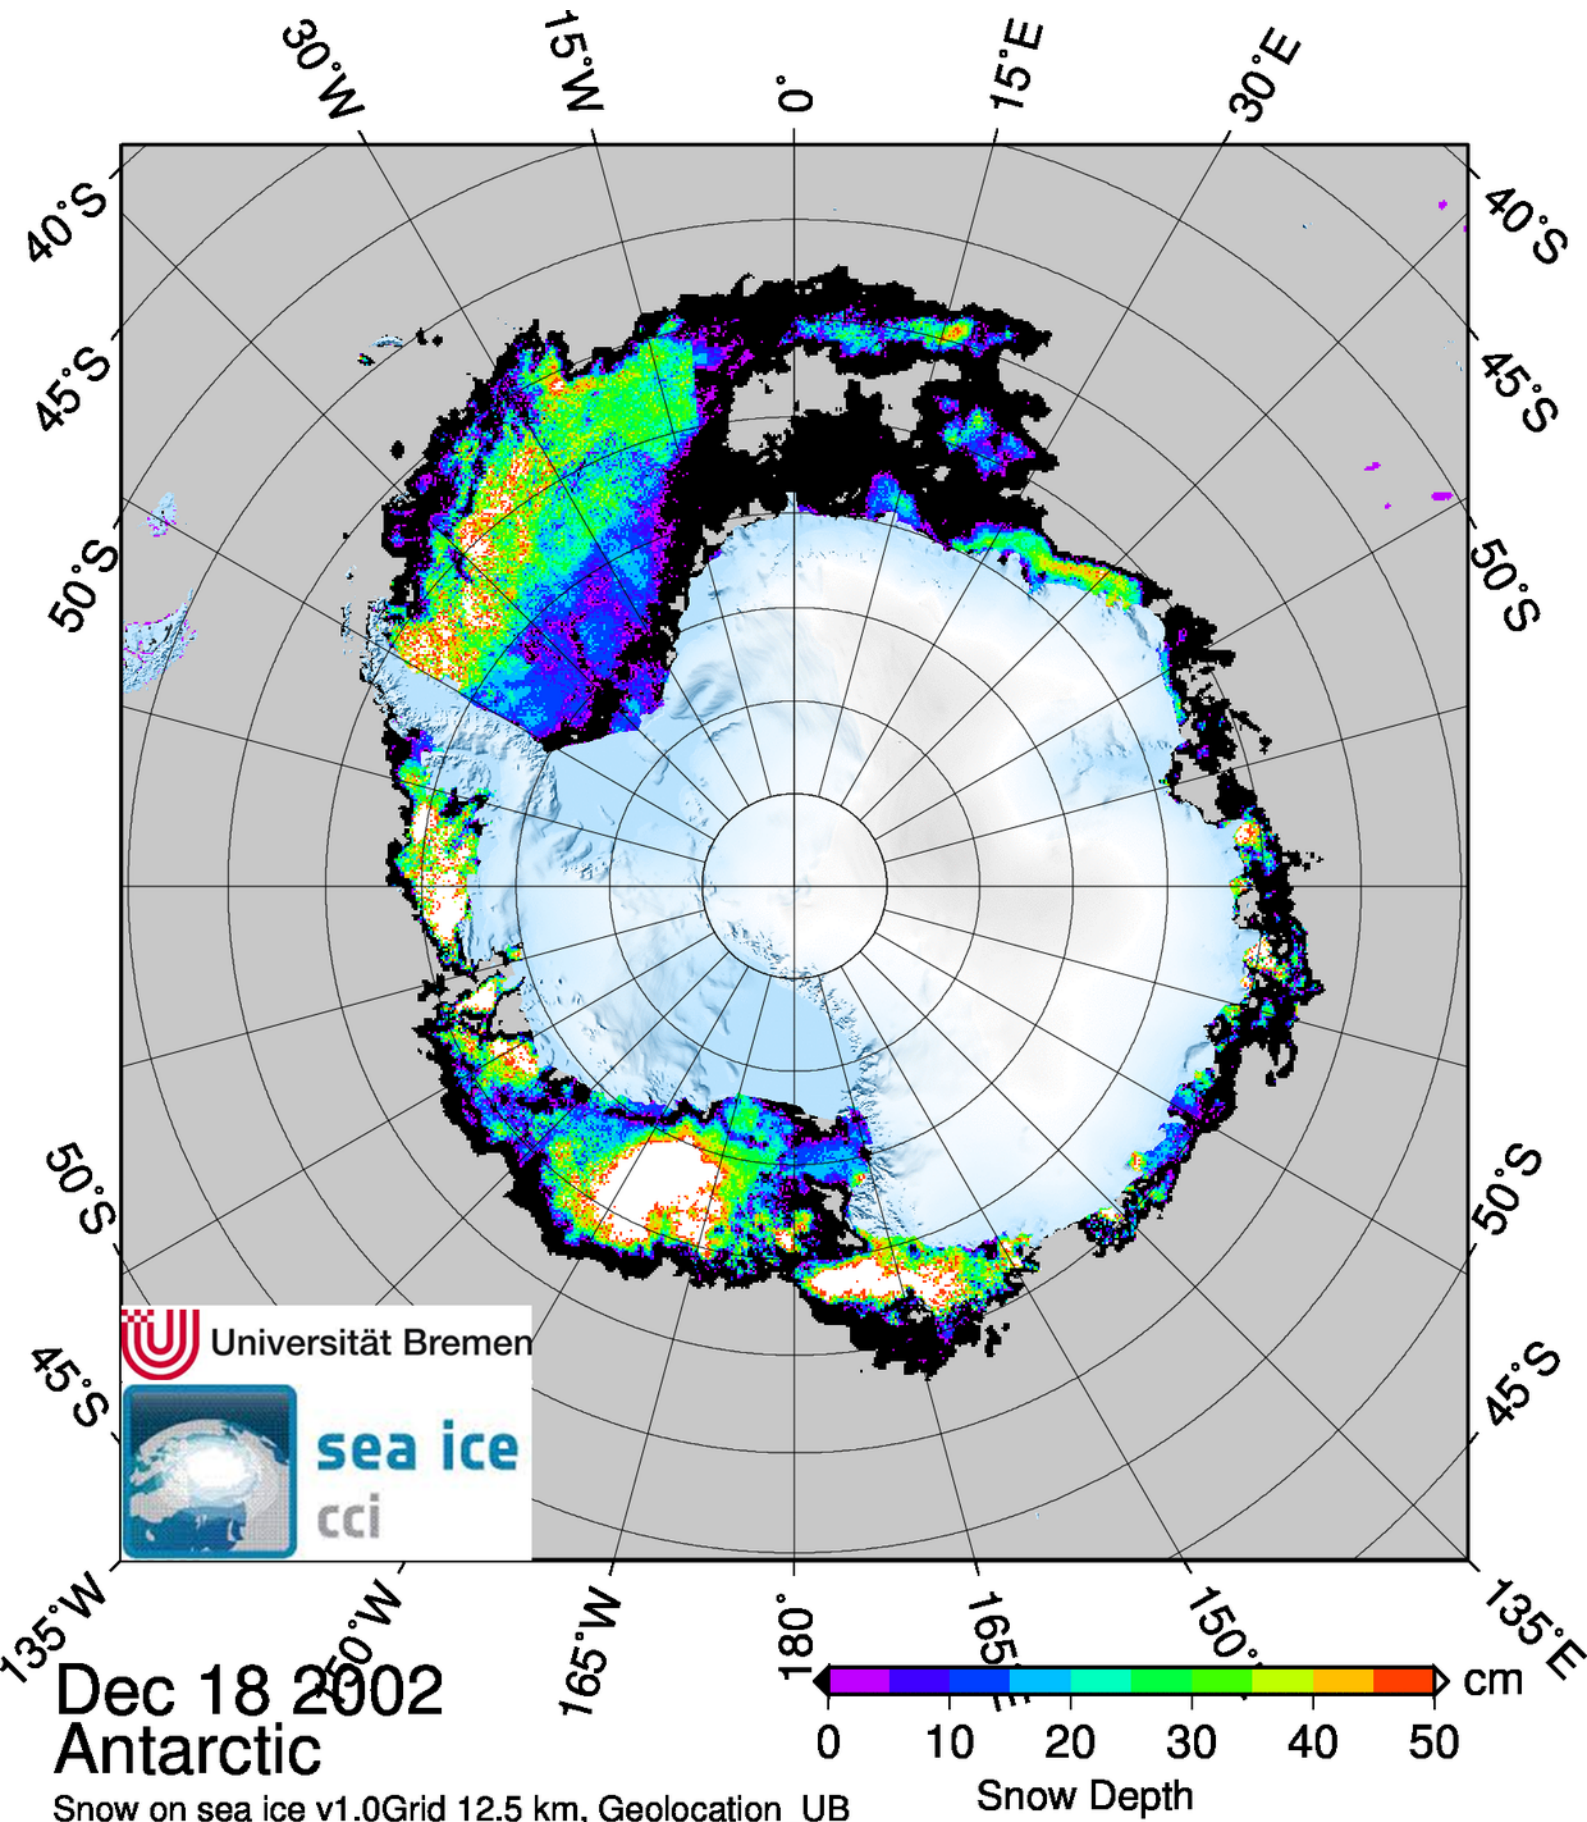 30°W 15°W 0° 15°E 30°E
40°S 40°S
45°S 45°S
50°S 50°S
50°S 50°S
45°S 45°S
Universität Bremen
sea ice
cci
135°W 165°W 180° 165° 150° 135°E
Dec 18 2002
Antarctic
Snow on sea ice v1.0Grid 12.5 km, Geolocation UB
cm
0 10 20 30 40 50
Snow Depth